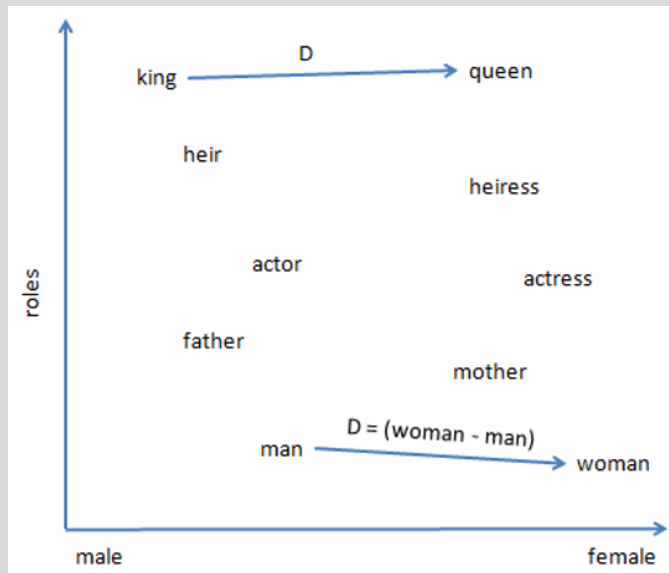 D
king
queen
heir
heiress
actor
actress
roles
father
mother
D = (woman - man)
man
woman
male
female